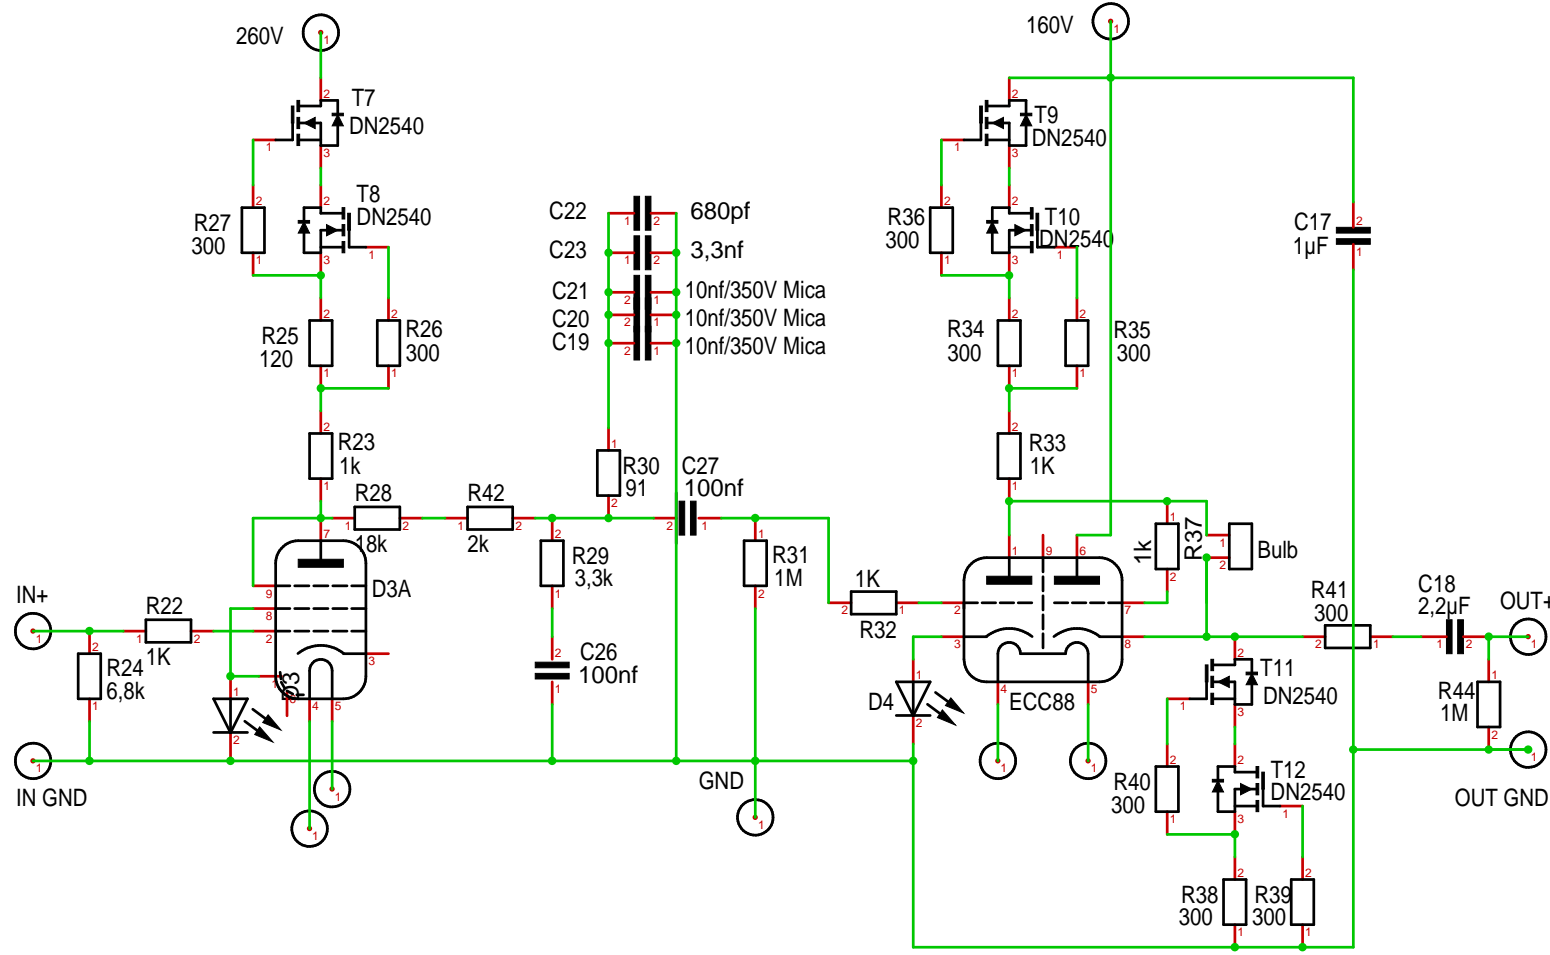 260V
160V
T7
DN2540
T8
DN2540
R27
300
R25
120
R26
300
R23
1k
R28
18k
R42
2k
C22
680pf
C23
3,3nf
C21
10nf/350V Mica
C20
10nf/350V Mica
C19
10nf/350V Mica
R30
91
C27
100nf
R29
3,3k
C26
100nf
R31
1M
1K
R32
IN+
R22
1K
R24
6,8k
IN GND
D3A
D3
GND
T9
DN2540
T10
DN2540
R36
300
R34
300
R35
300
R33
1K
C17
1µF
1k
R37
Bulb
R41
300
C18
2,2µF
OUT+
D4
ECC88
T11
DN2540
R44
1M
T12
DN2540
R40
300
OUT GND
R38
300
R39
300